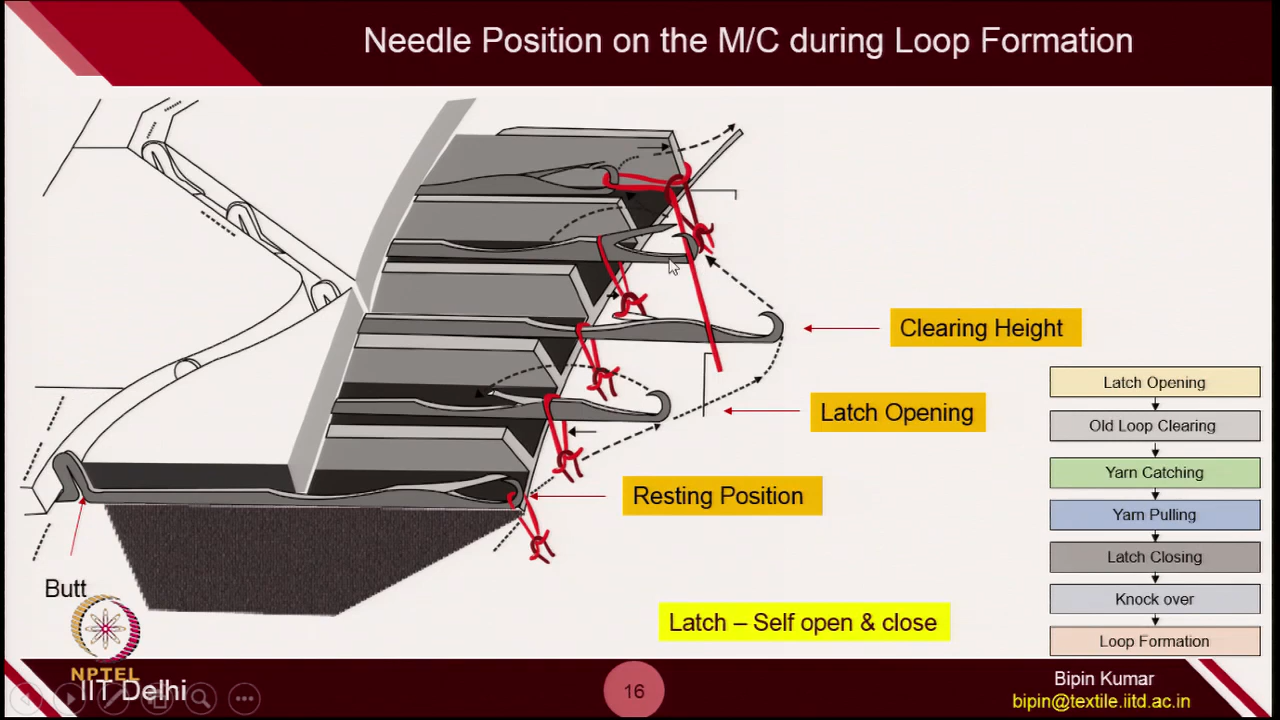 Needle Position on the M/C during Loop Formation
Clearing Height
Latch Opening
Resting Position
Butt
Latch – Self open & close
Latch Opening
Old Loop Clearing
Yarn Catching
Yarn Pulling
Latch Closing
Knock over
Loop Formation
NPTEL
IIT Delhi
16
Bipin Kumar
bipin@textile.iitd.ac.in